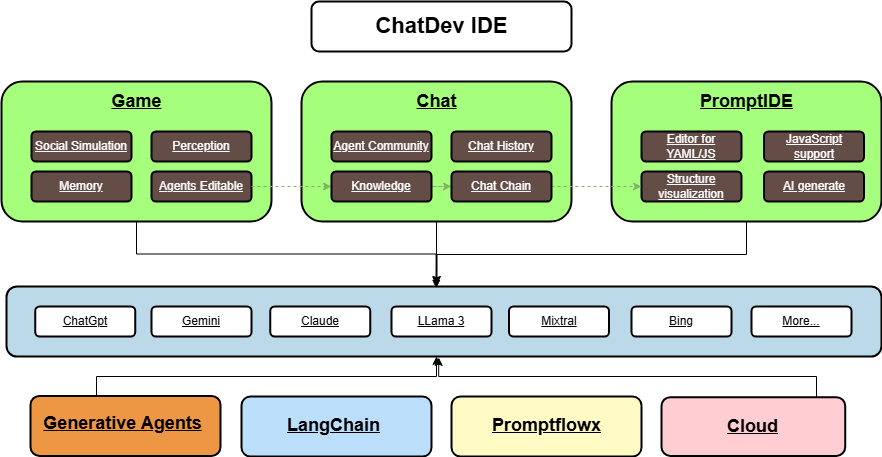 ChatDev IDE
Game
Social Simulation
Perception
Memory
Agents Editable
Chat
Agent Community
Chat History
Knowledge
Chat Chain
PromptIDE
Editor for
YAML/JS
JavaScript
support
Structure
visualization
AI generate
ChatGpt
Gemini
Claude
LLama 3
Mixtral
Bing
More...
Generative Agents
LangChain
Promptflowx
Cloud